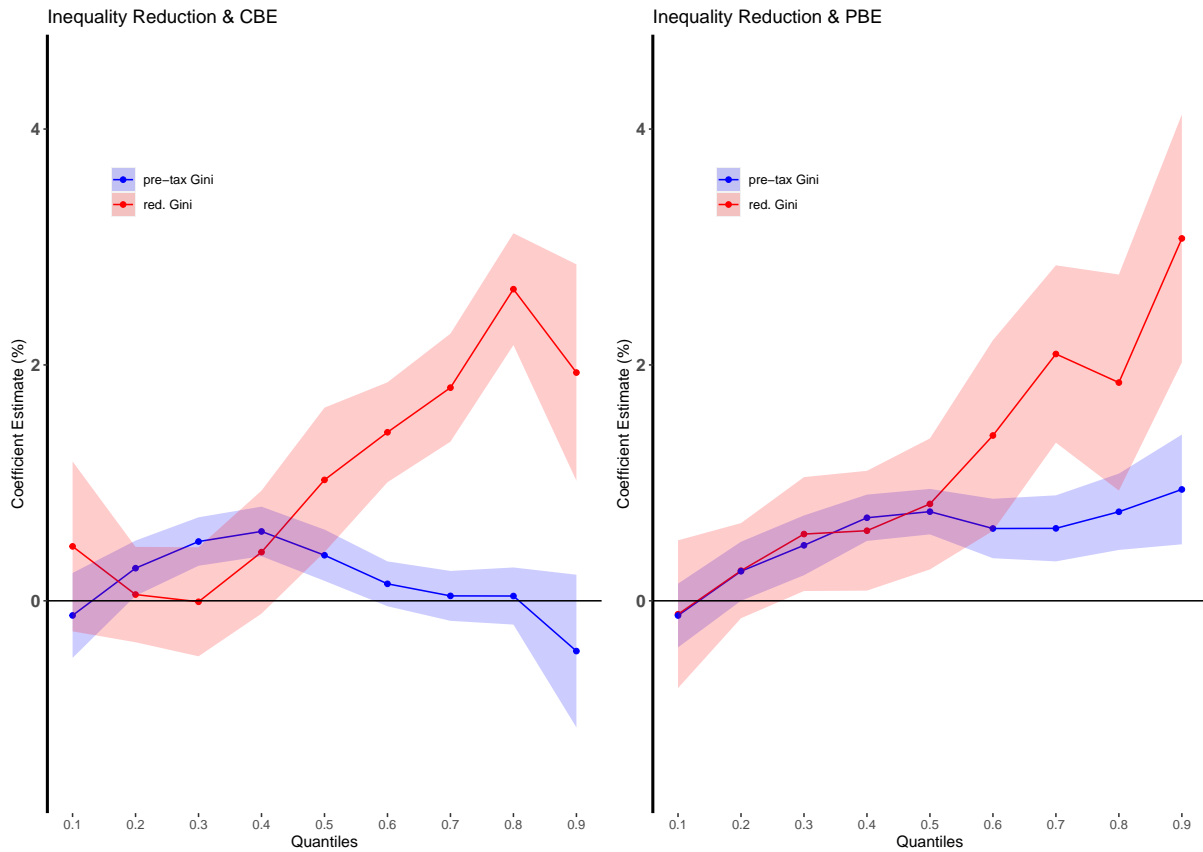 Inequality Reduction & CBE
Coefficient Estimate (%)
4
2
0
pre−tax Gini
red. Gini
0.1 0.2 0.3 0.4 0.5 0.6 0.7 0.8 0.9
Quantiles
Inequality Reduction & PBE
Coefficient Estimate (%)
4
2
0
pre−tax Gini
red. Gini
0.1 0.2 0.3 0.4 0.5 0.6 0.7 0.8 0.9
Quantiles